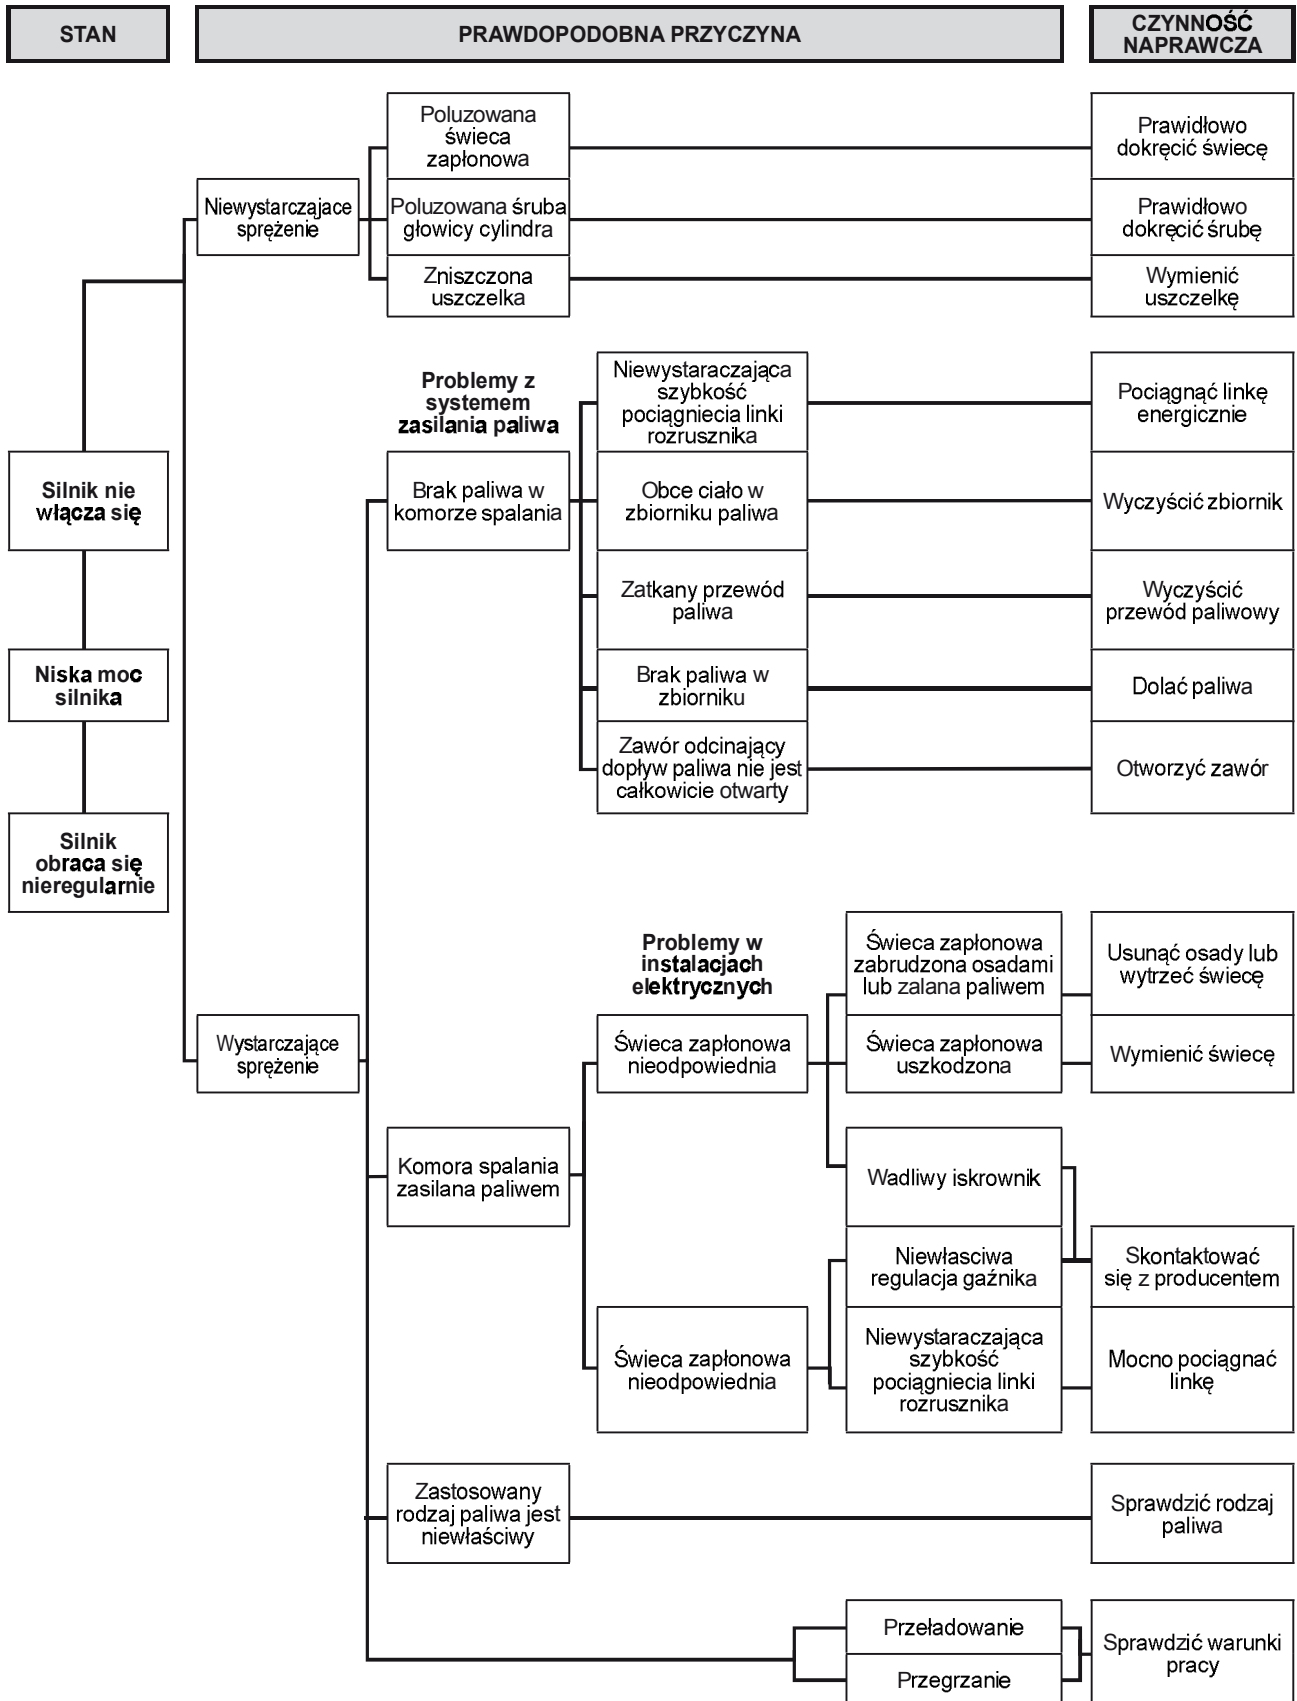 STAN
PRAWDOPODOBNA PRZYCZYNA
CZYNNOŚĆ
NAPRAWCZA
Poluzowana
świeca
zapłonowa
Prawidłowo
dokręcić świecę
Niewystarczajace
sprężenie
Poluzowana śruba
głowicy cylindra
Prawidłowo
dokręcić śrubę
Zniszczona
uszczelka
Wymienić
uszczelkę
Problemy z
systemem
zasilania paliwa
Niewystaraczająca
szybkość
pociągniecia linki
rozrusznika
Pociągnąć linkę
energicznie
Silnik nie
włącza się
Brak paliwa w
komorze spalania
Obce ciało w
zbiorniku paliwa
Wyczyścić zbiornik
Zatkany przewód
paliwa
Wyczyścić
przewód paliwowy
Niska moc
silnika
Brak paliwa w
zbiorniku
Dolać paliwa
Zawór odcinający
dopływ paliwa nie jest
całkowicie otwarty
Otworzyć zawór
Silnik
obraca się
nieregularnie
Problemy w
instalacjach
elektrycznych
Świeca zapłonowa
zabrudzona osadami
lub zalana paliwem
Usunąć osady lub
wytrzeć świecę
Wystarczające
sprężenie
Świeca zapłonowa
nieodpowiednia
Świeca zapłonowa
uszkodzona
Wymienić świecę
Komora spalania
zasilana paliwem
Wadliwy iskrownik
Niewłasciwa
regulacja gaźnika
Skontaktować
się z producentem
Świeca zapłonowa
nieodpowiednia
Niewystaraczająca
szybkość
pociągniecia linki
rozrusznika
Mocno pociągnać
linkę
Zastosowany
rodzaj paliwa jest
niewłaściwy
Sprawdzić rodzaj
paliwa
Przeładowanie
Przegrzanie
Sprawdzić warunki
pracy